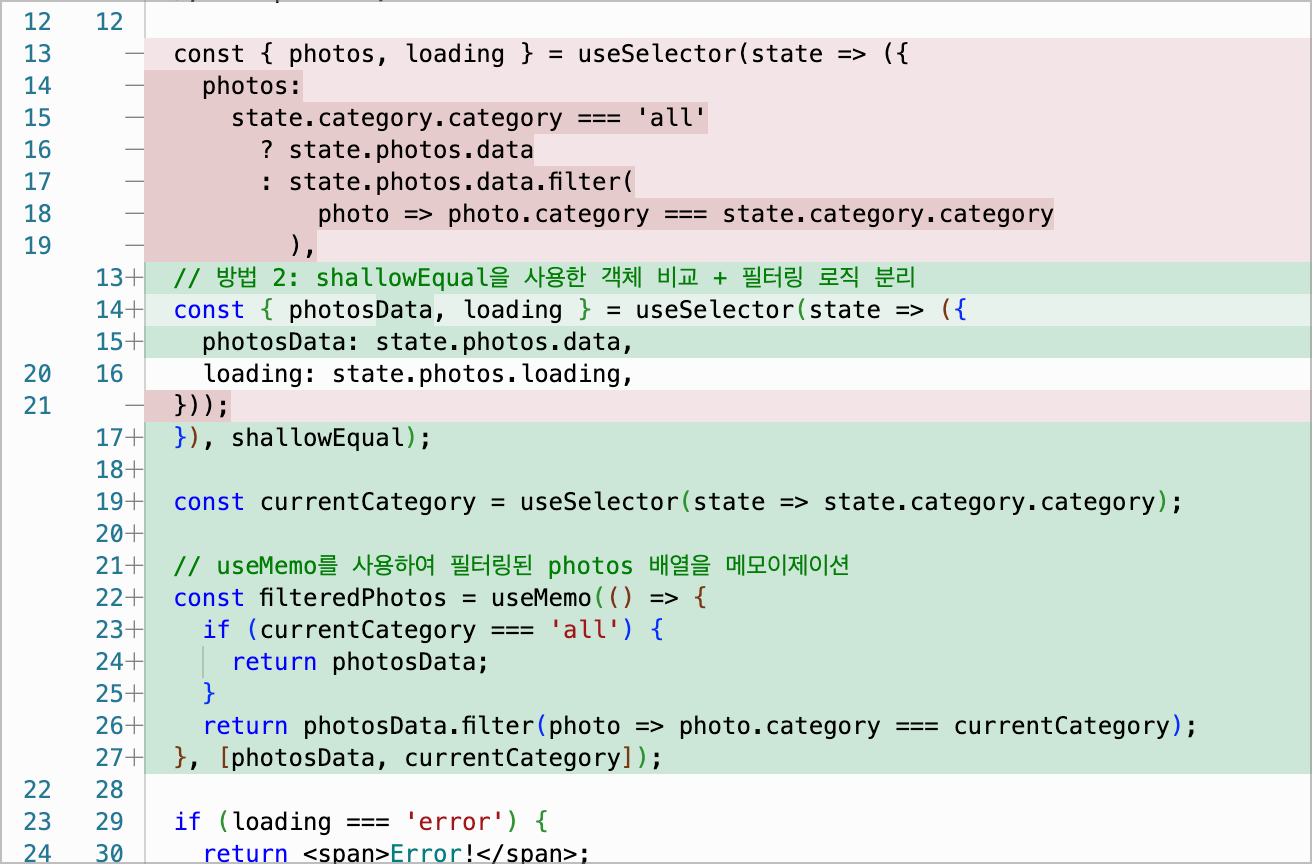 12 12
13 — const { photos, loading } = useSelector(state => ({
14 — photos:
15 — state.category.category === 'all'
16 — ? state.photos.data
17 — : state.photos.data.filter(
18 — photo => photo.category === state.category.category
19 — ),
13+ // 방법 2: shallowEqual을 사용한 객체 비교 + 필터링 로직 분리
14+ const { photosData, loading } = useSelector(state => ({
15+ photosData: state.photos.data,
20 16 loading: state.photos.loading,
21 — }));
17+ }), shallowEqual);
18+
19+ const currentCategory = useSelector(state => state.category.category);
20+
21+ // useMemo를 사용하여 필터링된 photos 배열을 메모이제이션
22+ const filteredPhotos = useMemo(() => {
23+ if (currentCategory === 'all') {
24+ return photosData;
25+ }
26+ return photosData.filter(photo => photo.category === currentCategory);
27+ }, [photosData, currentCategory]);
22 28
23 29 if (loading === 'error') {
24 30 return <span>Error!</span>;